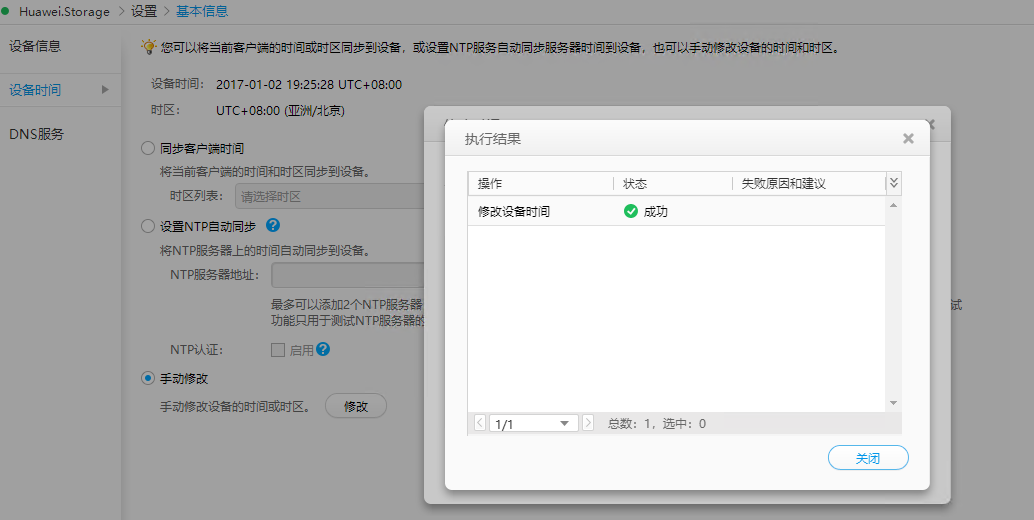 Huawei.Storage > 设置 > 基本信息
设备信息
设备时间
DNS服务
您可以将当前客户端的时间或时区同步到设备，或设置NTP服务自动同步服务器时间到设备，也可以手动修改设备的时间和时区。
设备时间： 2017-01-02 19:25:28 UTC+08:00
时区： UTC+08:00 (亚洲/北京)
同步客户端时间
将当前客户端的时间和时区同步到设备。
时区列表： 请选择时区
设置NTP自动同步
将NTP服务器上的时间自动同步到设备。
NTP服务器地址：
最多可以添加2个NTP服务器
试
功能只用于测试NTP服务器的
NTP认证： 启用
手动修改
手动修改设备的时间或时区。 修改
执行结果
操作 状态 失败原因和建议
修改设备时间 成功
1/1 总数：1，选中：0
关闭